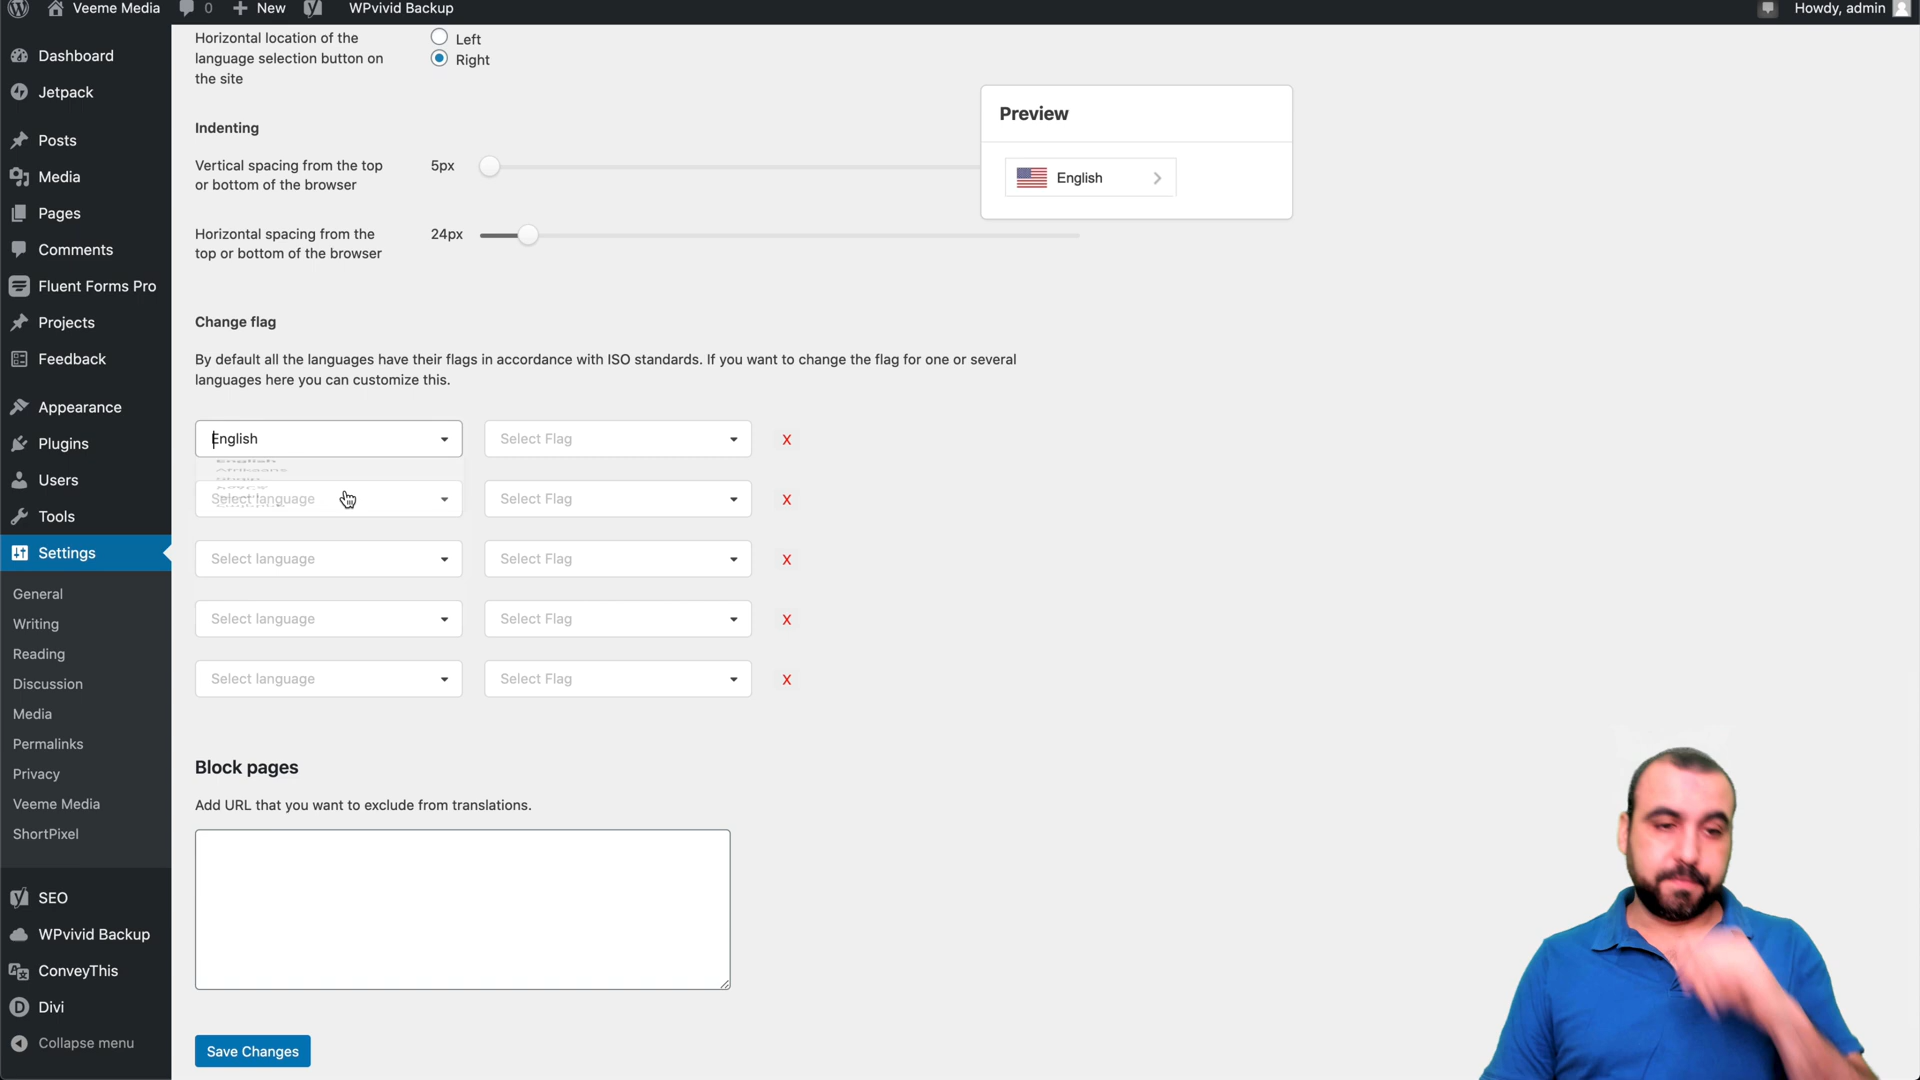 Veeme Media
0
New
WPvivid Backup
Howdy, admin
Dashboard
Jetpack
Posts
Media
Pages
Comments
Fluent Forms Pro
Projects
Feedback
Appearance
Plugins
Users
Tools
Settings
General
Writing
Reading
Discussion
Media
Permalinks
Privacy
Veeme Media
ShortPixel
SEO
WPvivid Backup
ConveyThis
Divi
Collapse menu
Horizontal location of the
language selection button on
the site
Left
Right
Indenting
Vertical spacing from the top
or bottom of the browser
5px
Horizontal spacing from the
top or bottom of the browser
24px
Preview
English
Change flag
By default all the languages have their flags in accordance with ISO standards. If you want to change the flag for one or several
languages here you can customize this.
English
Select Flag
X
English
Afrikaans
Select language
Select Flag
X
Select language
Select Flag
X
Select language
Select Flag
X
Select language
Select Flag
X
Block pages
Add URL that you want to exclude from translations.
Save Changes